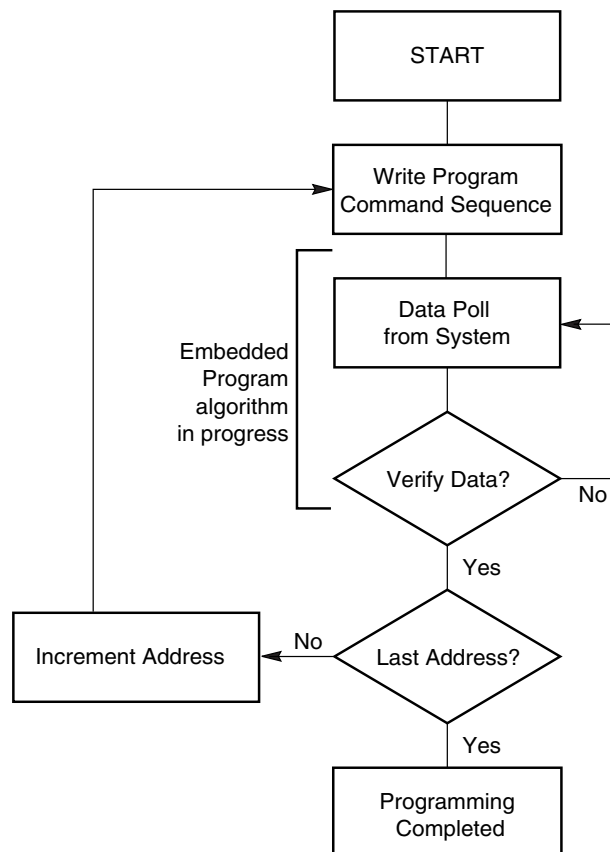 START
Write Program
Command Sequence
Data Poll
from System
Embedded
Program
algorithm
in progress
Verify Data?
No
Yes
Increment Address
No
Last Address?
Yes
Programming
Completed